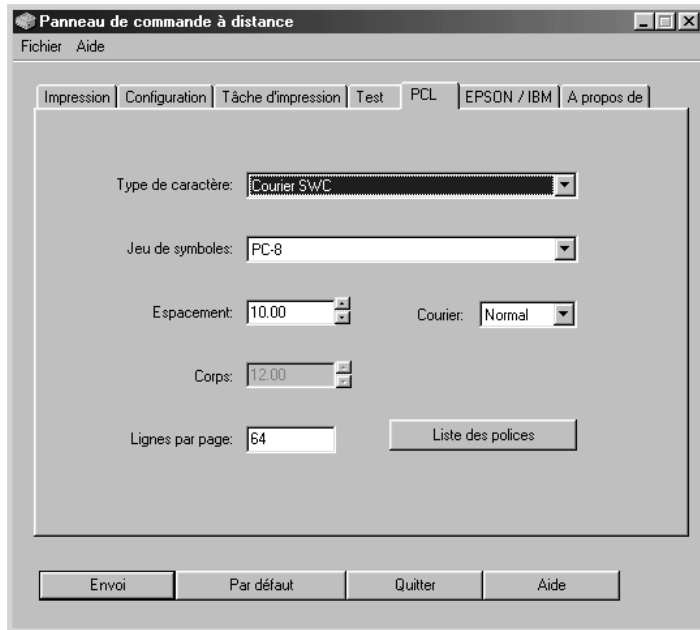 Panneau de commande à distance
Fichier Aide
Impression Configuration Tâche d'impression Test PCL EPSON / IBM A propos de
Type de caractère: Courier SWC
Jeu de symboles: PC-8
Espacement: 10.00 Courier: Normal
Corps: 12.00
Lignes par page: 64 Liste des polices
Envoi Par défaut Quitter Aide